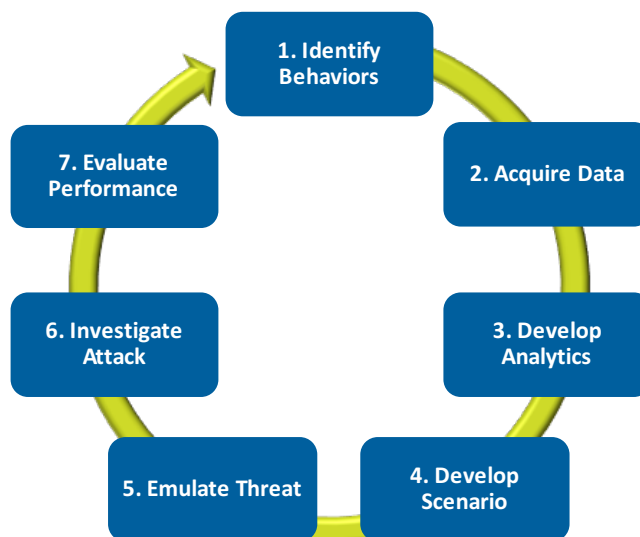 1. Identify
Behaviors
2. Acquire Data
3. Develop
Analytics
4. Develop
Scenario
5. Emulate Threat
6. Investigate
Attack
7. Evaluate
Performance